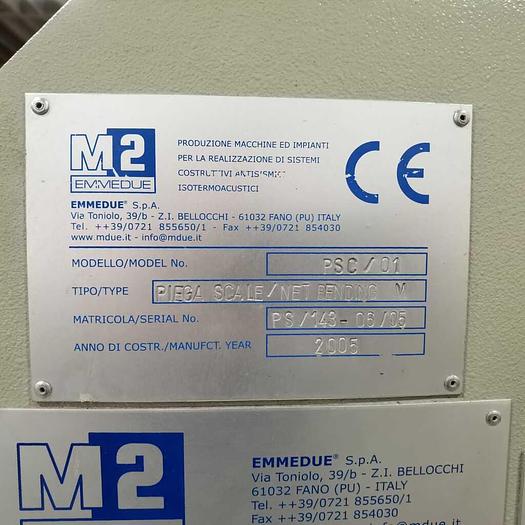 M2
EMMEDUE
PRODUZIONE MACCHINE ED IMPIANTI
PER LA REALIZZAZIONE DI SISTEMI
COSTRUTTIVI ANTISISMICI
ISOTERMOACUSTICI
CE
EMMEDUE® S.p.A.
Via Toniolo, 39/b - Z.I. BELLOCCHI - 61032 FANO (PU) ITALY
Tel. ++39/0721 855650/1 - Fax ++39/0721 854030
www.mdue.it - info@mdue.it
MODELLO/MODEL No. PSC/01
TIPO/TYPE PIEGA SCALE/NET BENDING M
MATRICOLA/SERIAL No. PS/143-06/05
ANNO DI COSTR./MANUFCT. YEAR 2005
M2
EMMEDUE® S.p.A.
Via Toniolo, 39/b - Z.I. BELLOCCHI
61032 FANO (PU) - ITALY
Tel. ++39/0721 855650/1
Fax ++39/0721 854030